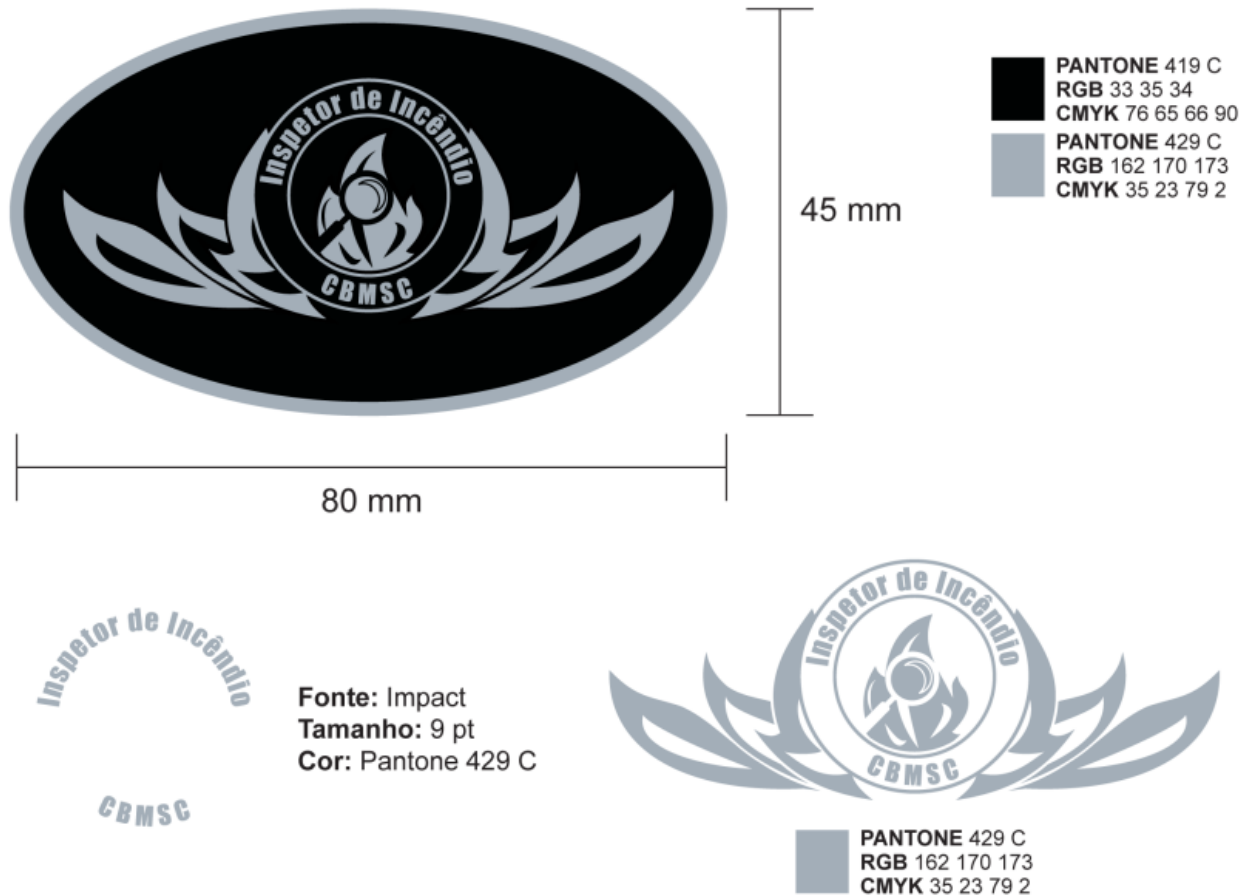 Inspetor de Incêndio
CBMSC
PANTONE 419 C
RGB 33 35 34
CMYK 76 65 66 90
PANTONE 429 C
RGB 162 170 173
CMYK 35 23 79 2
45 mm
80 mm
Inspetor de Incêndio
CBMSC
Fonte: Impact
Tamanho: 9 pt
Cor: Pantone 429 C
Inspetor de Incêndio
CBMSC
PANTONE 429 C
RGB 162 170 173
CMYK 35 23 79 2